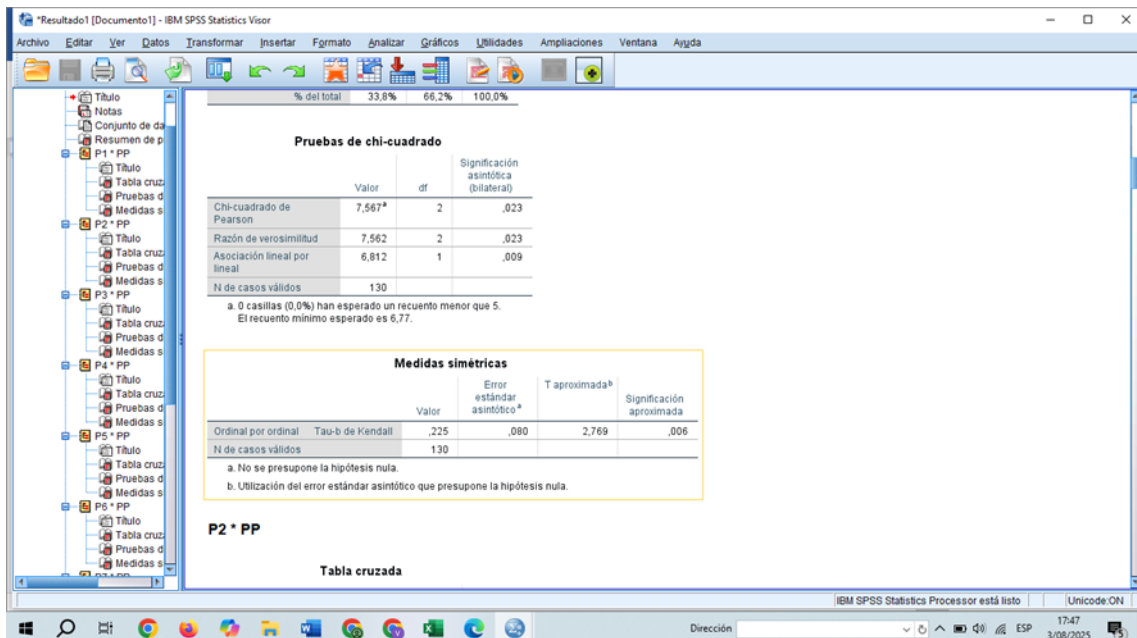 *Resultado1 [Documento1] - IBM SPSS Statistics Visor
Archivo Editar Ver Datos Transformar Insertar Formato Analizar Gráficos Utilidades Ampliaciones Ventana Ayuda
Título
Notas
Conjunto de da
Resumen de p
P1 * PP
Título
Tabla cruz
Pruebas d
Medidas s
P2 * PP
Título
Tabla cruz
Pruebas d
Medidas s
P3 * PP
Título
Tabla cruz
Pruebas d
Medidas s
P4 * PP
Título
Tabla cruz
Pruebas d
Medidas s
P5 * PP
Título
Tabla cruz
Pruebas d
Medidas s
P6 * PP
Título
Tabla cruz
Pruebas d
Medidas s
% del total 33,8% 66,2% 100,0%
Pruebas de chi-cuadrado
Valor df Significación asintótica (bilateral)
Chi-cuadrado de Pearson 7,567ª 2 ,023
Razón de verosimilitud 7,562 2 ,023
Asociación lineal por lineal 6,812 1 ,009
N de casos válidos 130
a. 0 casillas (0,0%) han esperado un recuento menor que 5.
El recuento mínimo esperado es 6,77.
Medidas simétricas
Valor Error estándar asintótico ª T aproximada ᵇ Significación aproximada
Ordinal por ordinal Tau-b de Kendall ,225 ,080 2,769 ,006
N de casos válidos 130
a. No se presupone la hipótesis nula.
b. Utilización del error estándar asintótico que presupone la hipótesis nula.
P2 * PP
Tabla cruzada
IBM SPSS Statistics Processor está listo Unicode:ON
Dirección ESP 17:47
3/08/2025